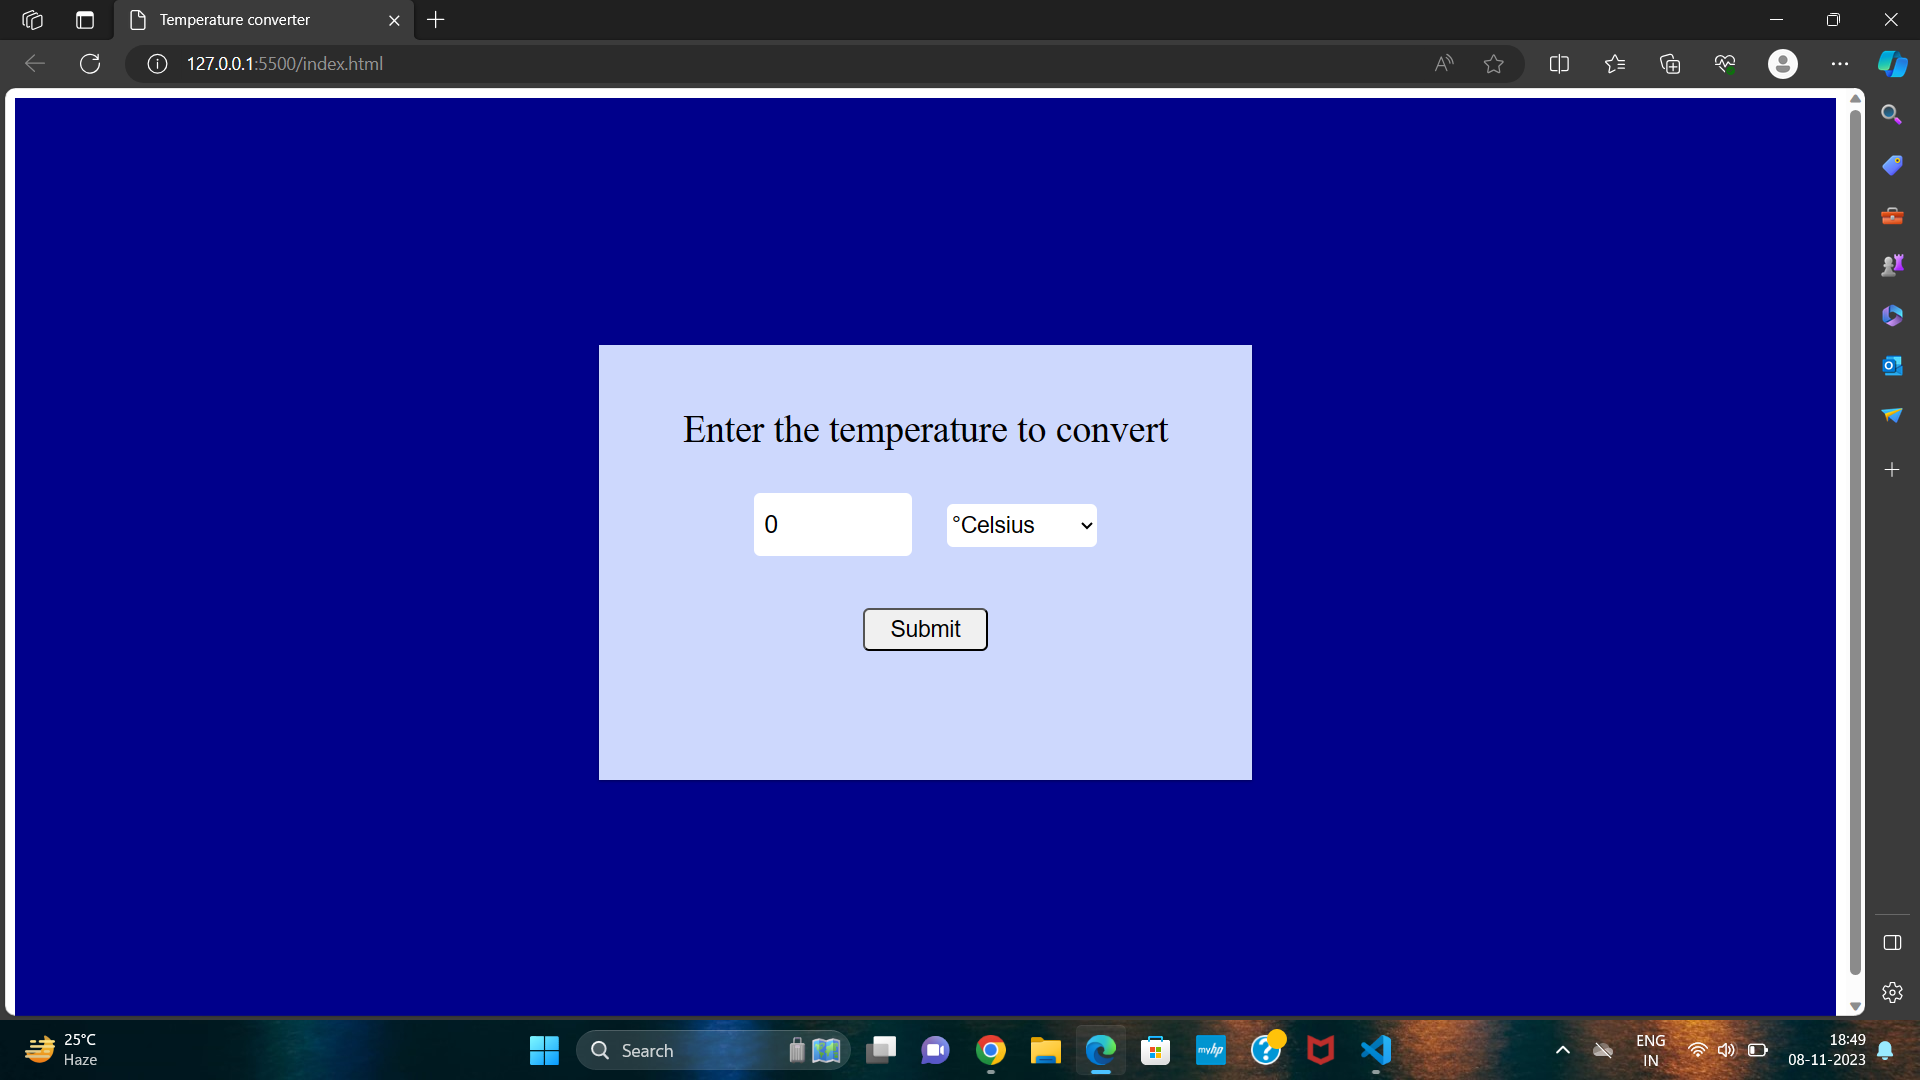 Temperature converter
127.0.0.1:5500/index.html
Enter the temperature to convert
0
°Celsius
Submit
25°C
Haze
Search
myhp
ENG
IN
18:49
08-11-2023